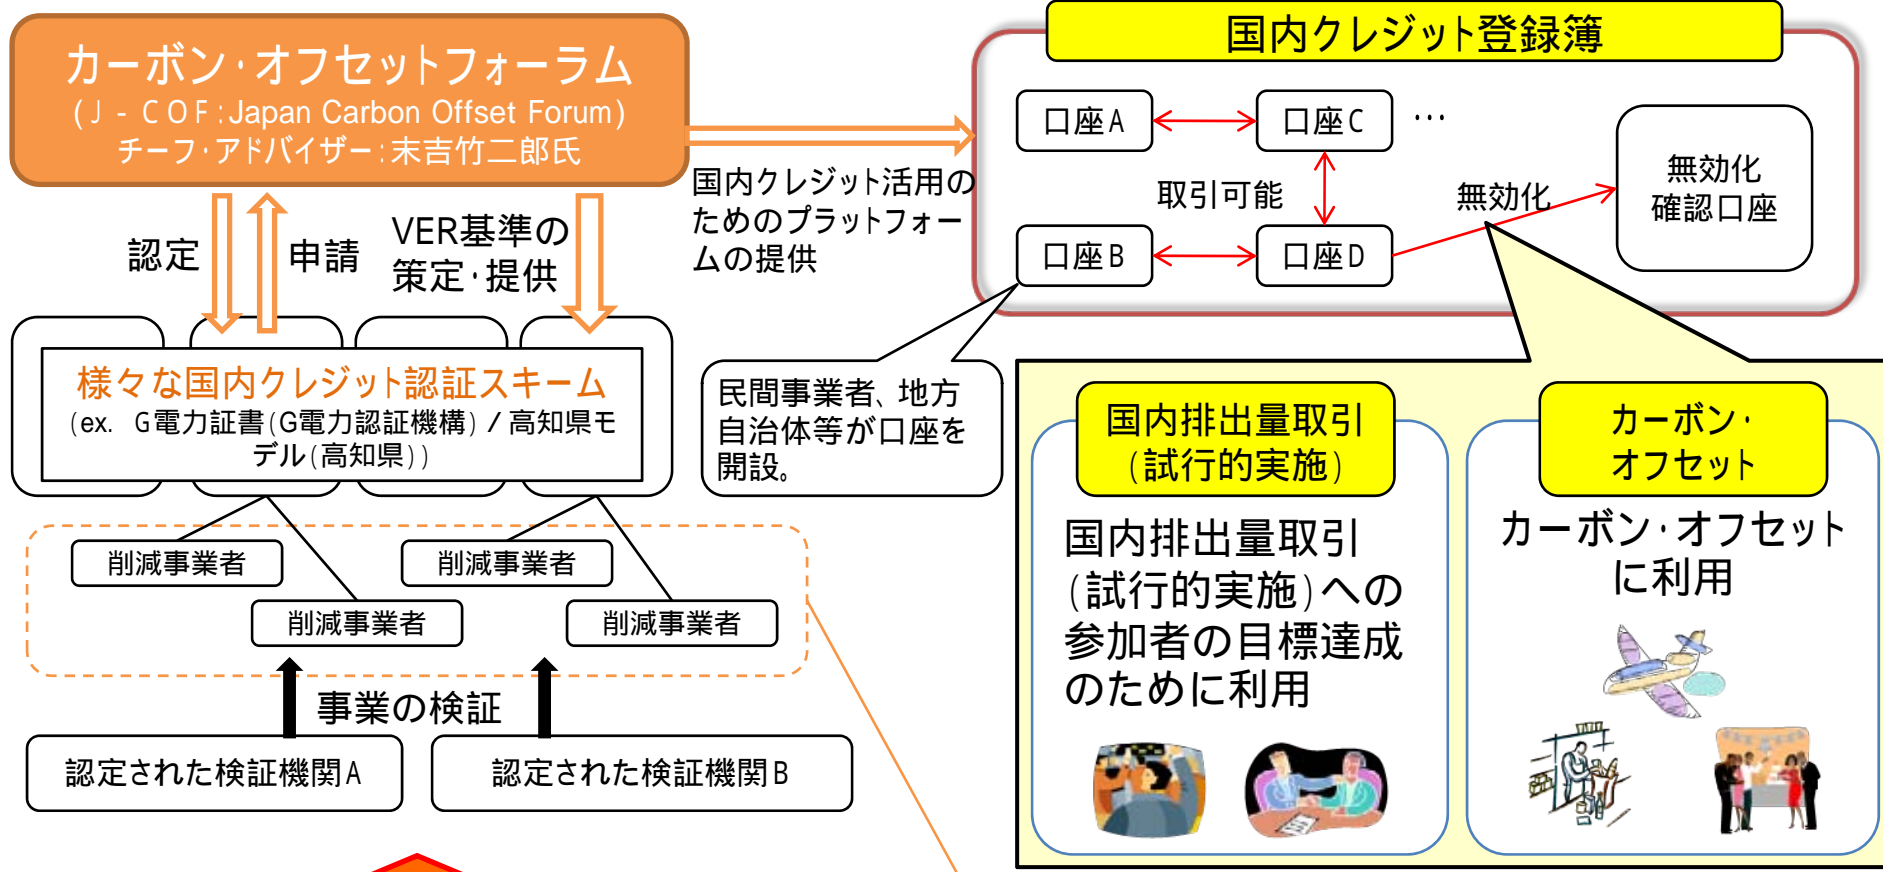 カーボン・オフセットフォーラム
(J-COF:Japan Carbon Offset Forum)
チーフ・アドバイザー:末吉竹二郎氏
認定
申請
VER基準の
策定・提供
国内クレジット活用の
ためのプラットフォー
ムの提供
様々な国内クレジット認証スキーム
(ex. G電力証書(G電力認証機構) / 高知県モ
デル(高知県))
削減事業者
削減事業者
削減事業者
削減事業者
事業の検証
認定された検証機関A
認定された検証機関B
国内クレジット登録簿
口座A
口座C
…
取引可能
無効化
口座B
口座D
無効化
確認口座
民間事業者、地方
自治体等が口座を
開設。
国内排出量取引
(試行的実施)
国内排出量取引
(試行的実施)への
参加者の目標達成
のために利用
カーボン・
オフセット
カーボン・オフセット
に利用